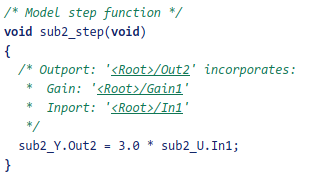 /* Model step function */
void sub2_step(void)
{
  /* Outport: '<Root>/Out2' incorporates:
   *  Gain: '<Root>/Gain1'
   *  Inport: '<Root>/In1'
   */
  sub2_Y.Out2 = 3.0 * sub2_U.In1;
}